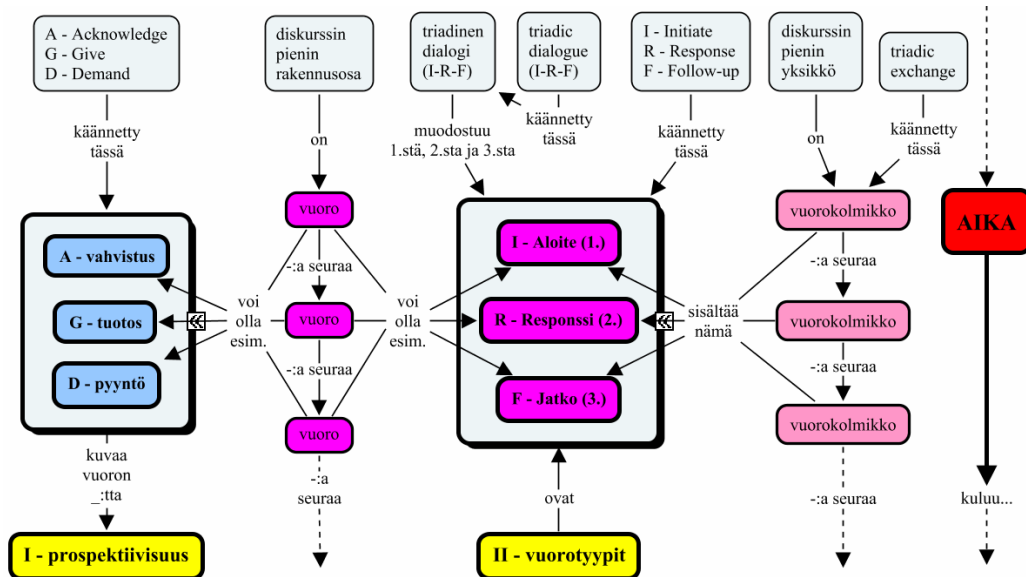 A - Acknowledge
G - Give
D - Demand
diskurssin
pienin
rakennusosa
triadinen
dialogi
(I-R-F)
triadic
dialogue
(I-R-F)
I - Initiate
R - Response
F - Follow-up
diskurssin
pienin
yksikkö
triadic
exchange
käännetty
tässä
on
muodostuu
1.stä, 2.sta ja 3.sta
käännetty
tässä
käännetty
tässä
on
käännetty
tässä
vuoro
vuorokolmikko
AIKA
A - vahvistus
G - tuotos
D - pyyntö
voi
olla
esim.
-:a seuraa
vuoro
-:a seuraa
vuoro
voi
olla
esim.
I - Aloite (1.)
R - Responssi (2.)
F - Jatko (3.)
sisältää
nämä
-:a seuraa
vuorokolmikko
-:a seuraa
vuorokolmikko
kuvaa
vuoron
_:tta
-:a
seuraa
ovat
-:a seuraa
kuluu...
I - prospektiivisuus
II - vuorotyypit